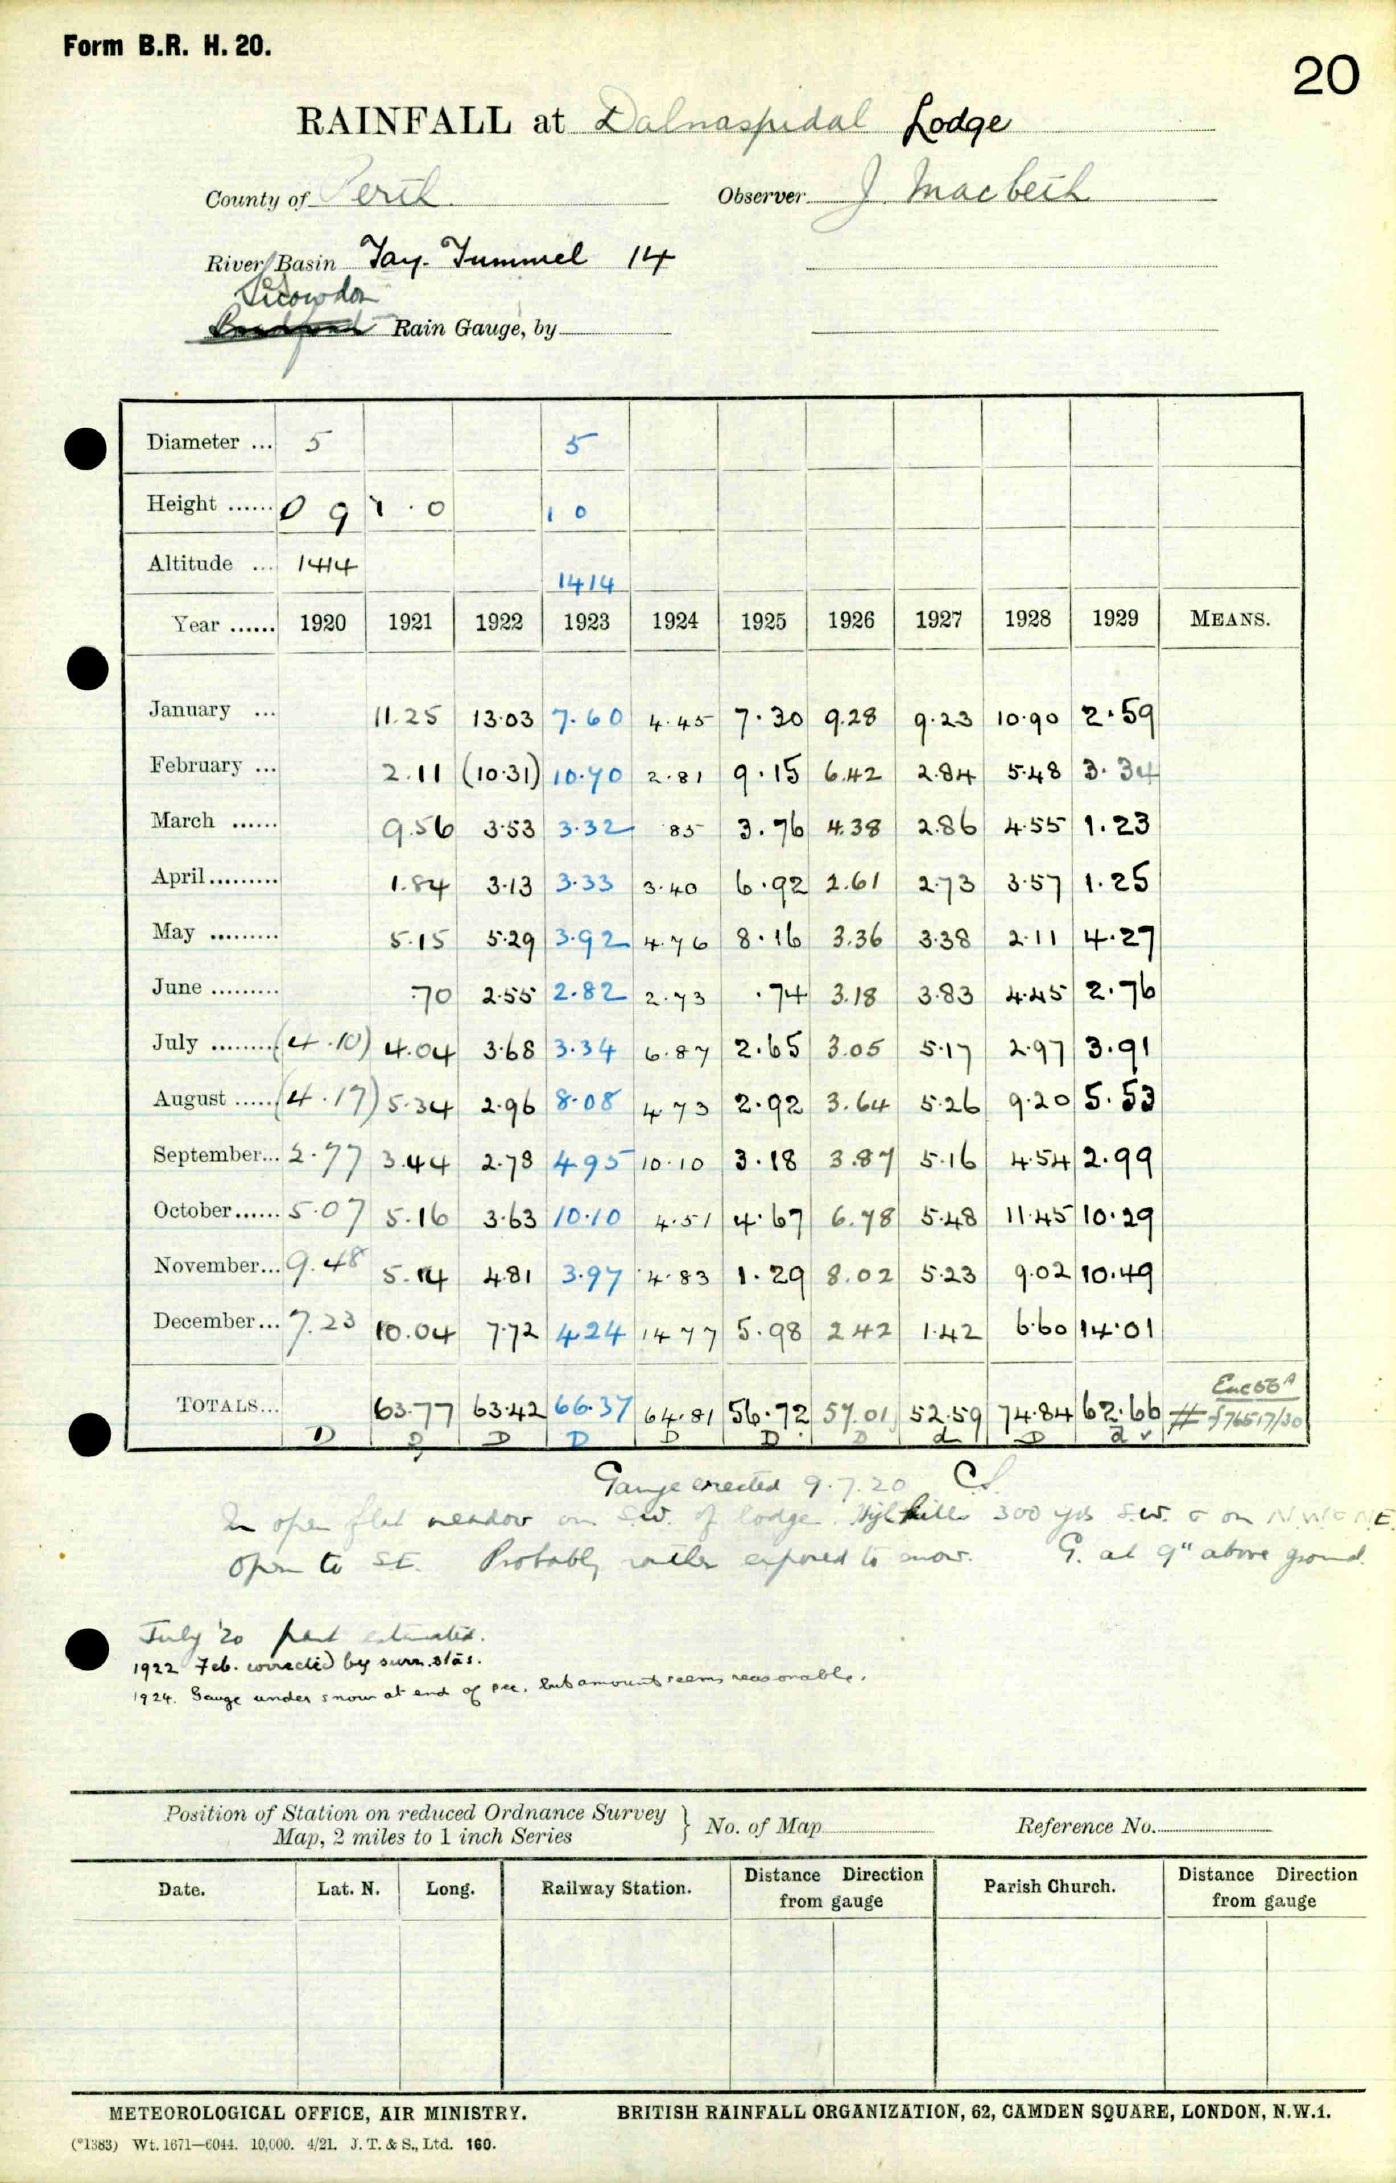 Form B.R. H. 20.
20
RAINFALL at Dalnaspidal Lodge
County of Perth Observer J. Macbeth
River Basin Tay. Tummel 14
Snowdon
Rain Gauge, by
Diameter ... 5 5
Height ...... 0 9 1.0 1 0
Altitude ... 1414 1414
Year ...... 1920 1921 1922 1923 1924 1925 1926 1927 1928 1929 MEANS.
January ... 11.25 13.03 7.60 4.45 7.30 9.28 9.23 10.90 2.59
February ... 2.11 (10.31) 10.70 2.81 9.15 6.42 2.84 5.48 3.34
March ...... 9.56 3.53 3.32 85 3.76 4.38 2.86 4.55 1.23
April......... 1.84 3.13 3.33 3.40 6.92 2.61 2.73 3.57 1.25
May ......... 5.15 5.29 3.92 4.76 8.16 3.36 3.38 2.11 4.27
June ......... .70 2.55 2.82 2.73 .74 3.18 3.83 4.45 2.76
July ......... (4.10) 4.04 3.68 3.34 6.87 2.65 3.05 5.17 2.97 3.91
August ...... (4.17) 5.34 2.96 8.08 4.73 2.92 3.64 5.26 9.20 5.53
September... 2.77 3.44 2.78 4.95 10.10 3.18 3.87 5.16 4.54 2.99
October...... 5.07 5.16 3.63 10.10 4.51 4.67 6.78 5.48 11.45 10.29
November... 9.48 5.14 4.81 3.97 4.83 1.29 8.02 5.23 9.02 10.49
December... 7.23 10.04 7.72 4.24 14 77 5.98 2.42 1.42 6.60 14.01
TOTALS... 63.77 63.42 66.37 64.81 56.72 57.01 52.59 74.84 62.66 # f 76517/30
D D D D D D D d D d
Gauge erected 9.7.20
In open flat meadow on S.W. of lodge. High hills 300 yds S.W. & on N.W & N.E.
Open to S.E. Probably rather exposed to snow. G. at 9" above ground.
July '20 part estimated.
1922 Feb. corrected by surr. stas.
1924. Gauge under snow at end of Dec. but amount seems reasonable.
Position of Station on reduced Ordnance Survey
Map, 2 miles to 1 inch Series } No. of Map Reference No.
Date. Lat. N. Long. Railway Station. Distance Direction from gauge Parish Church. Distance Direction from gauge
METEOROLOGICAL OFFICE, AIR MINISTRY. BRITISH RAINFALL ORGANIZATION, 62, CAMDEN SQUARE, LONDON, N.W.1.
(*1383) Wt. 1671—6044. 10,000. 4/21. J. T. & S., Ltd. 160.